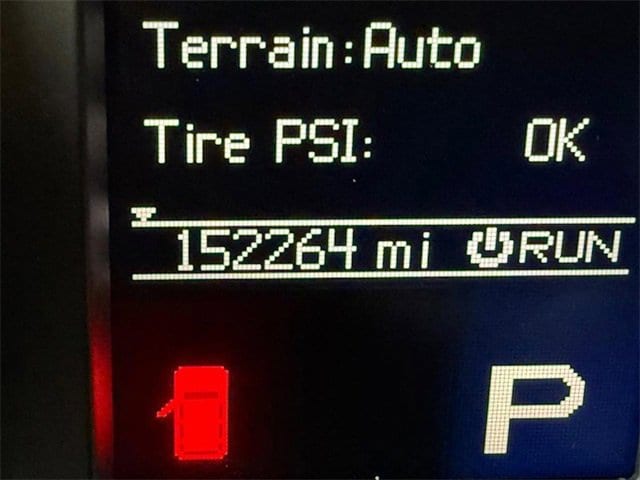 Terrain:Auto
Tire PSI: OK
152264 mi RUN
P